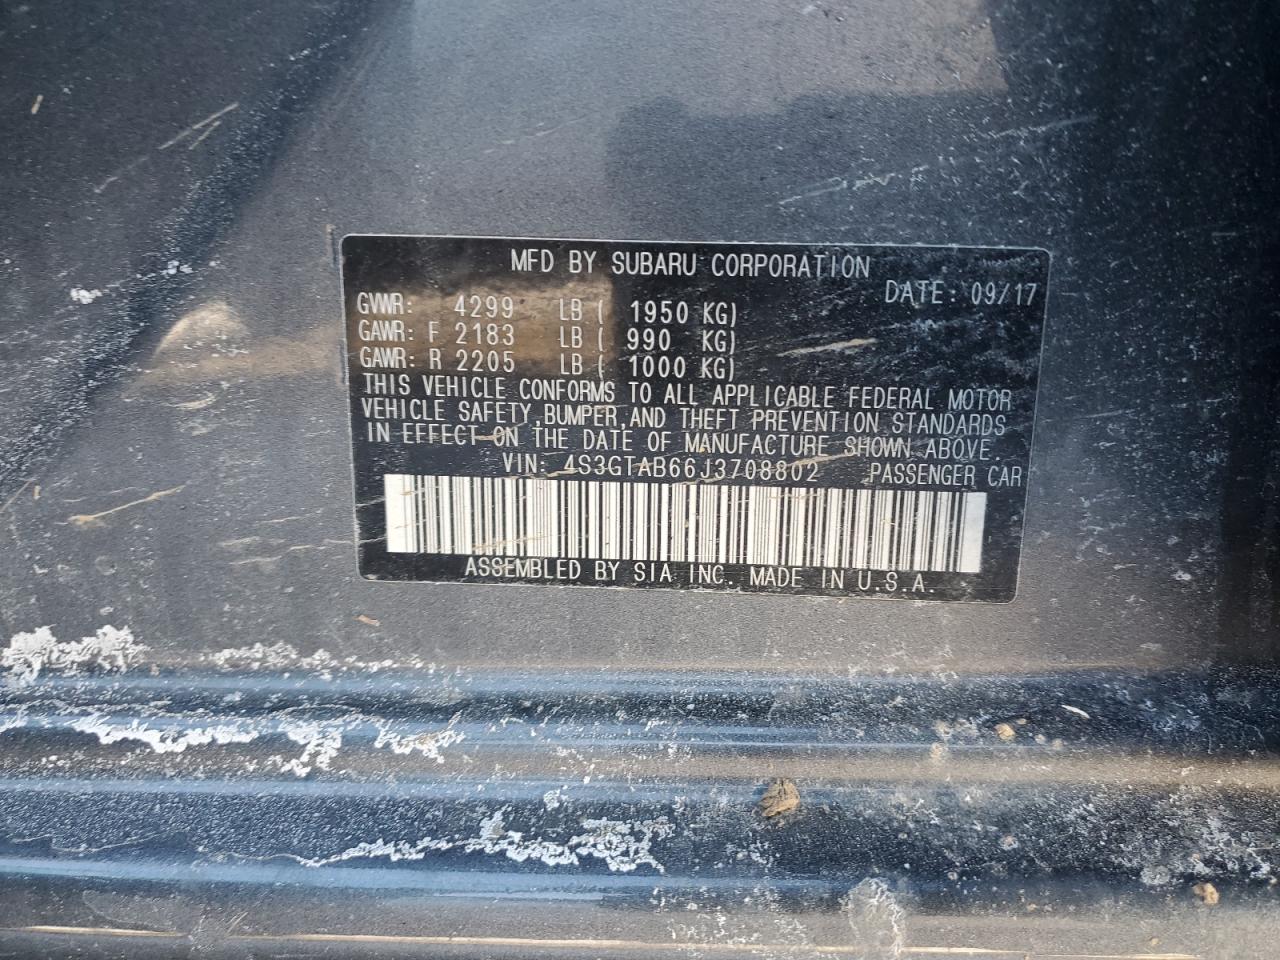 MFD BY SUBARU CORPORATION
DATE: 09/17
GVWR: 4299 LB ( 1950 KG)
GAWR: F 2183 LB ( 990 KG)
GAWR: R 2205 LB ( 1000 KG)
THIS VEHICLE CONFORMS TO ALL APPLICABLE FEDERAL MOTOR
VEHICLE SAFETY,BUMPER,AND THEFT PREVENTION STANDARDS
IN EFFECT ON THE DATE OF MANUFACTURE SHOWN ABOVE.
VIN: 4S3GTAB66J3708802 PASSENGER CAR
ASSEMBLED BY SIA INC. MADE IN U.S.A.